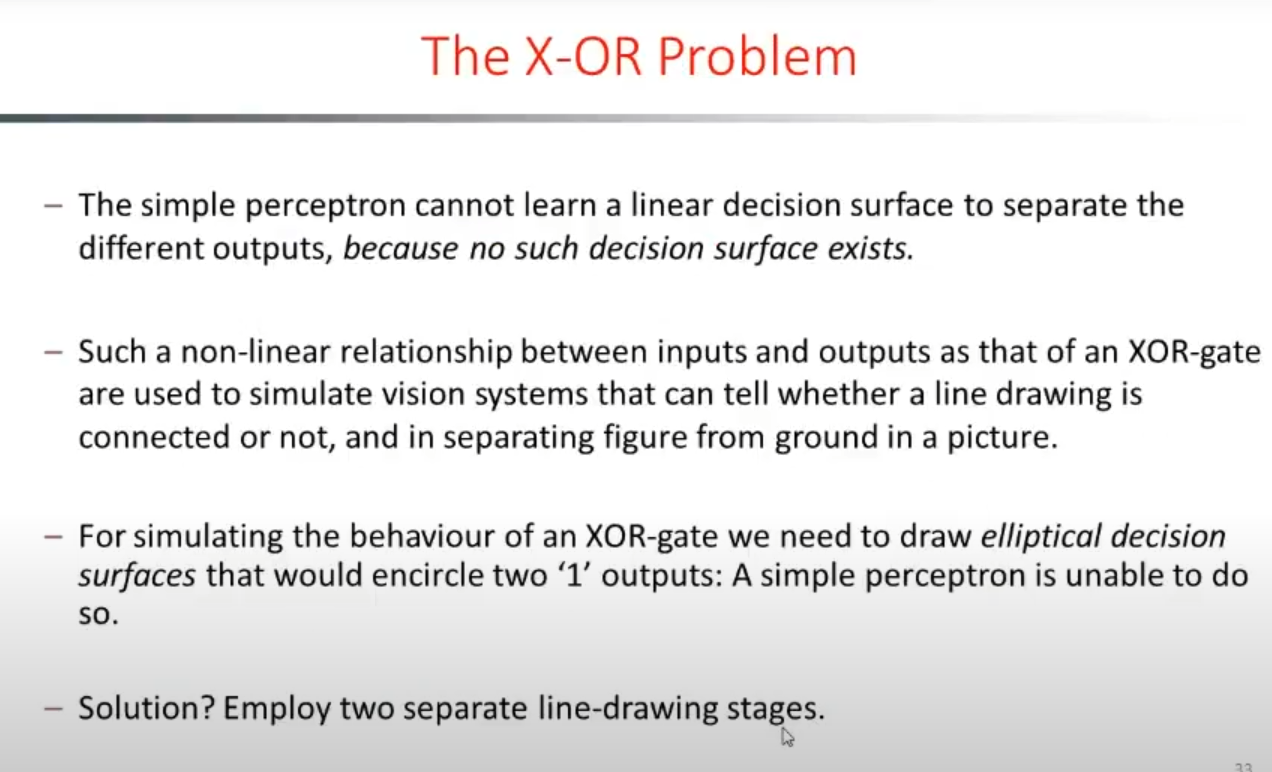 The X-OR Problem
– The simple perceptron cannot learn a linear decision surface to separate the
different outputs, because no such decision surface exists.
– Such a non-linear relationship between inputs and outputs as that of an XOR-gate
are used to simulate vision systems that can tell whether a line drawing is
connected or not, and in separating figure from ground in a picture.
– For simulating the behaviour of an XOR-gate we need to draw elliptical decision
surfaces that would encircle two ‘1’ outputs: A simple perceptron is unable to do
so.
– Solution? Employ two separate line-drawing stages.
33